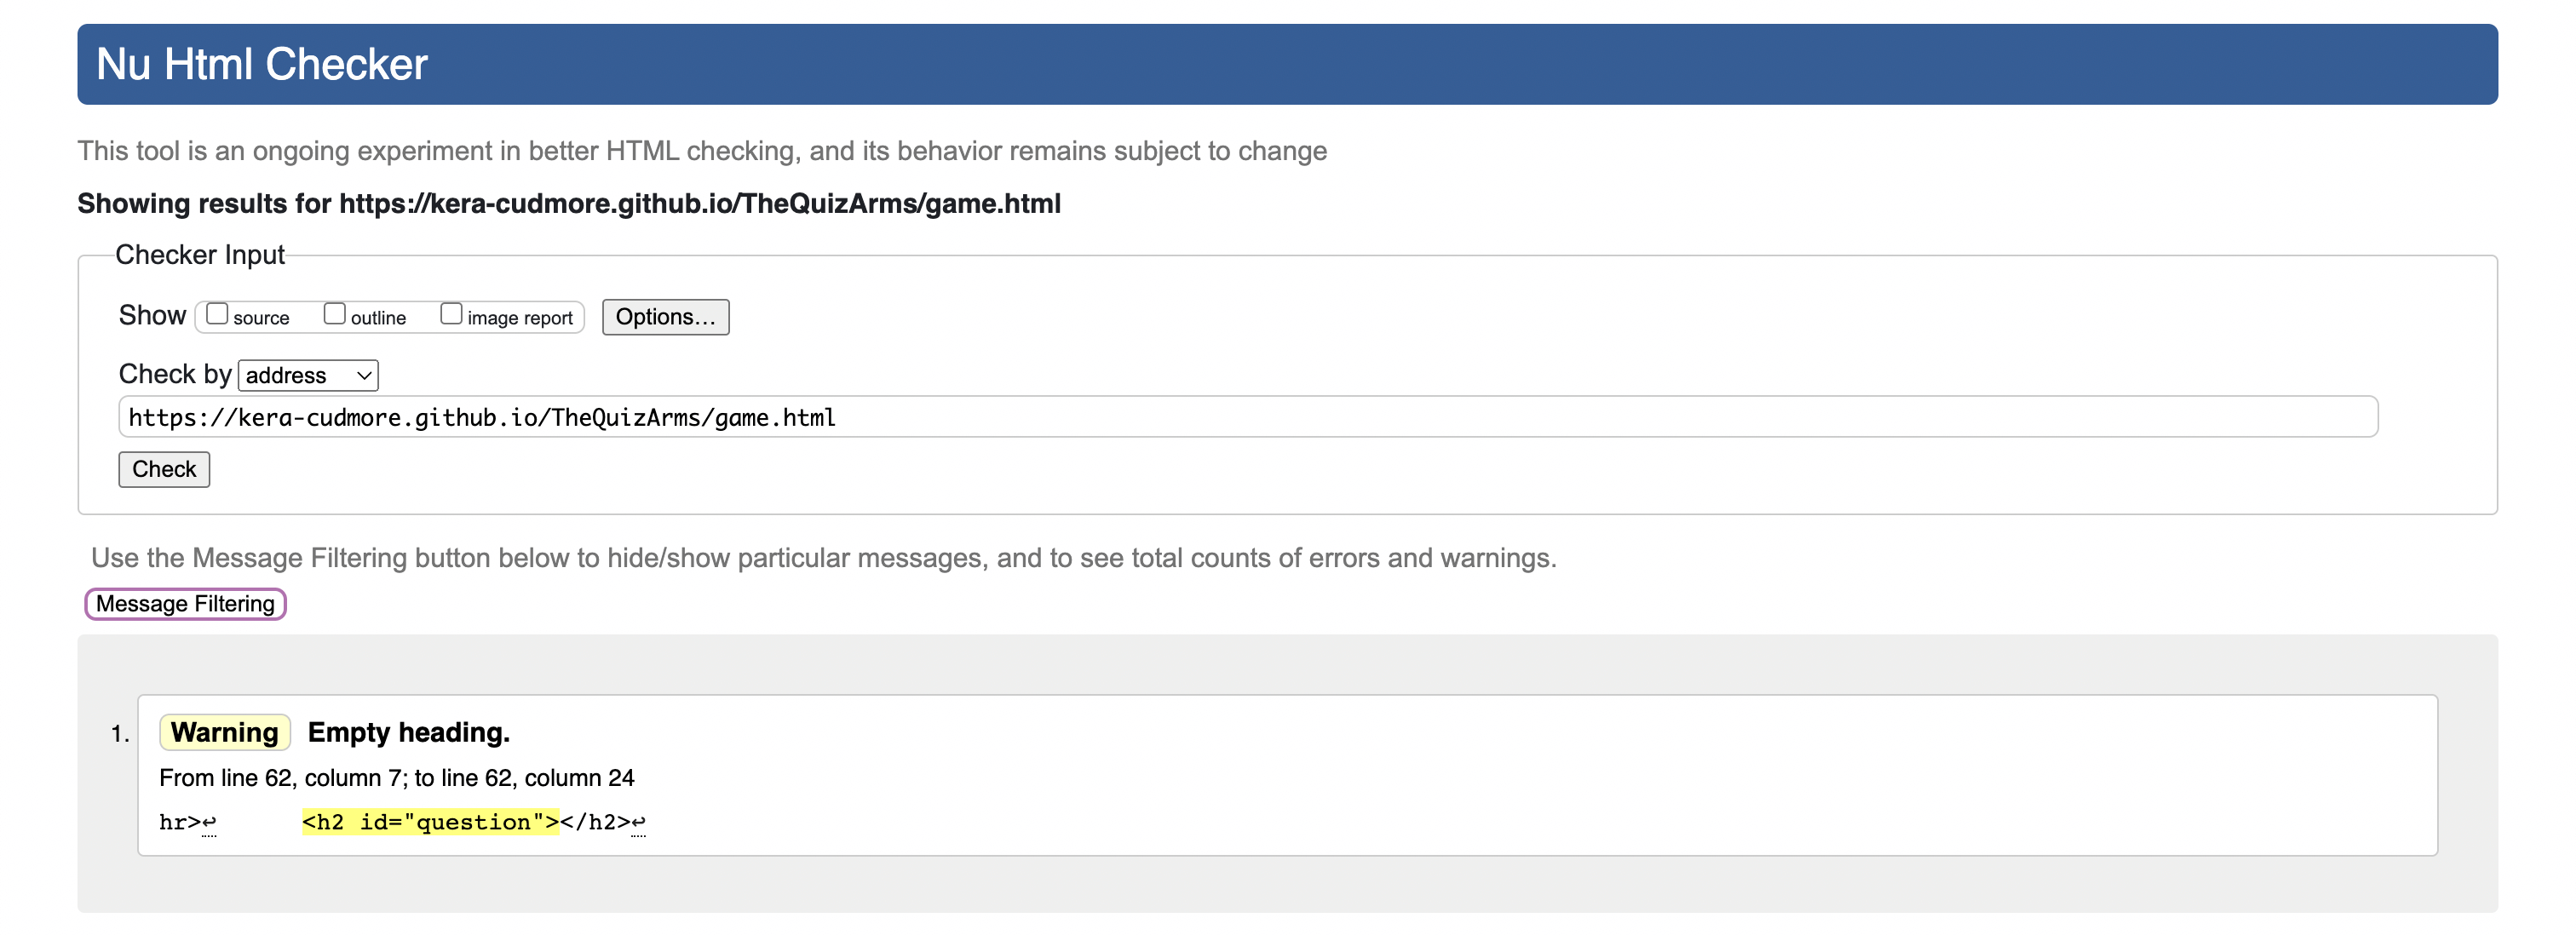 Nu Html Checker
This tool is an ongoing experiment in better HTML checking, and its behavior remains subject to change
Showing results for https://kera-cudmore.github.io/TheQuizArms/game.html
Checker Input
Show source outline image report Options...
Check by address
https://kera-cudmore.github.io/TheQuizArms/game.html
Check
Use the Message Filtering button below to hide/show particular messages, and to see total counts of errors and warnings.
Message Filtering
1. Warning Empty heading.
From line 62, column 7; to line 62, column 24
hr>↩ <h2 id="question"></h2>↩